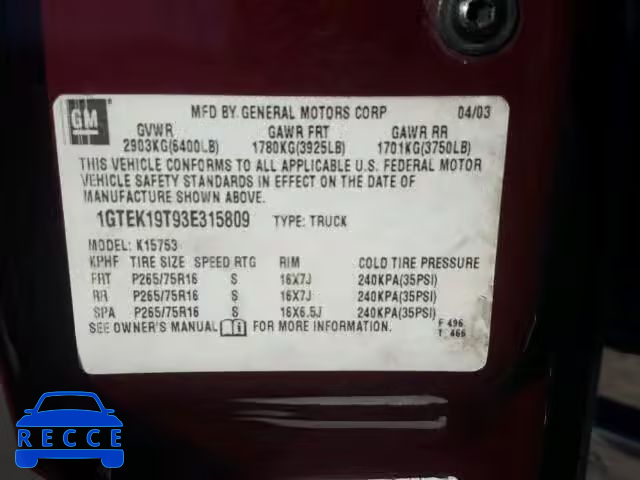 GM
MFD BY GENERAL MOTORS CORP 04/03
GVWR GAWR FRT GAWR RR
2903KG(6400LB) 1780KG(3925LB) 1701KG(3750LB)
THIS VEHICLE CONFORMS TO ALL APPLICABLE U.S. FEDERAL MOTOR
VEHICLE SAFETY STANDARDS IN EFFECT ON THE DATE OF
MANUFACTURE SHOWN ABOVE.
1GTEK19T93E315809 TYPE: TRUCK
MODEL: K15753
KPHF TIRE SIZE SPEED RTG RIM COLD TIRE PRESSURE
FRT P265/75R16 S 16X7J 240KPA(35PSI)
RR P265/75R16 S 16X7J 240KPA(35PSI)
SPA P265/75R16 S 16X6.5J 240KPA(35PSI)
SEE OWNER'S MANUAL FOR MORE INFORMATION. F 496
T 466
RECCE